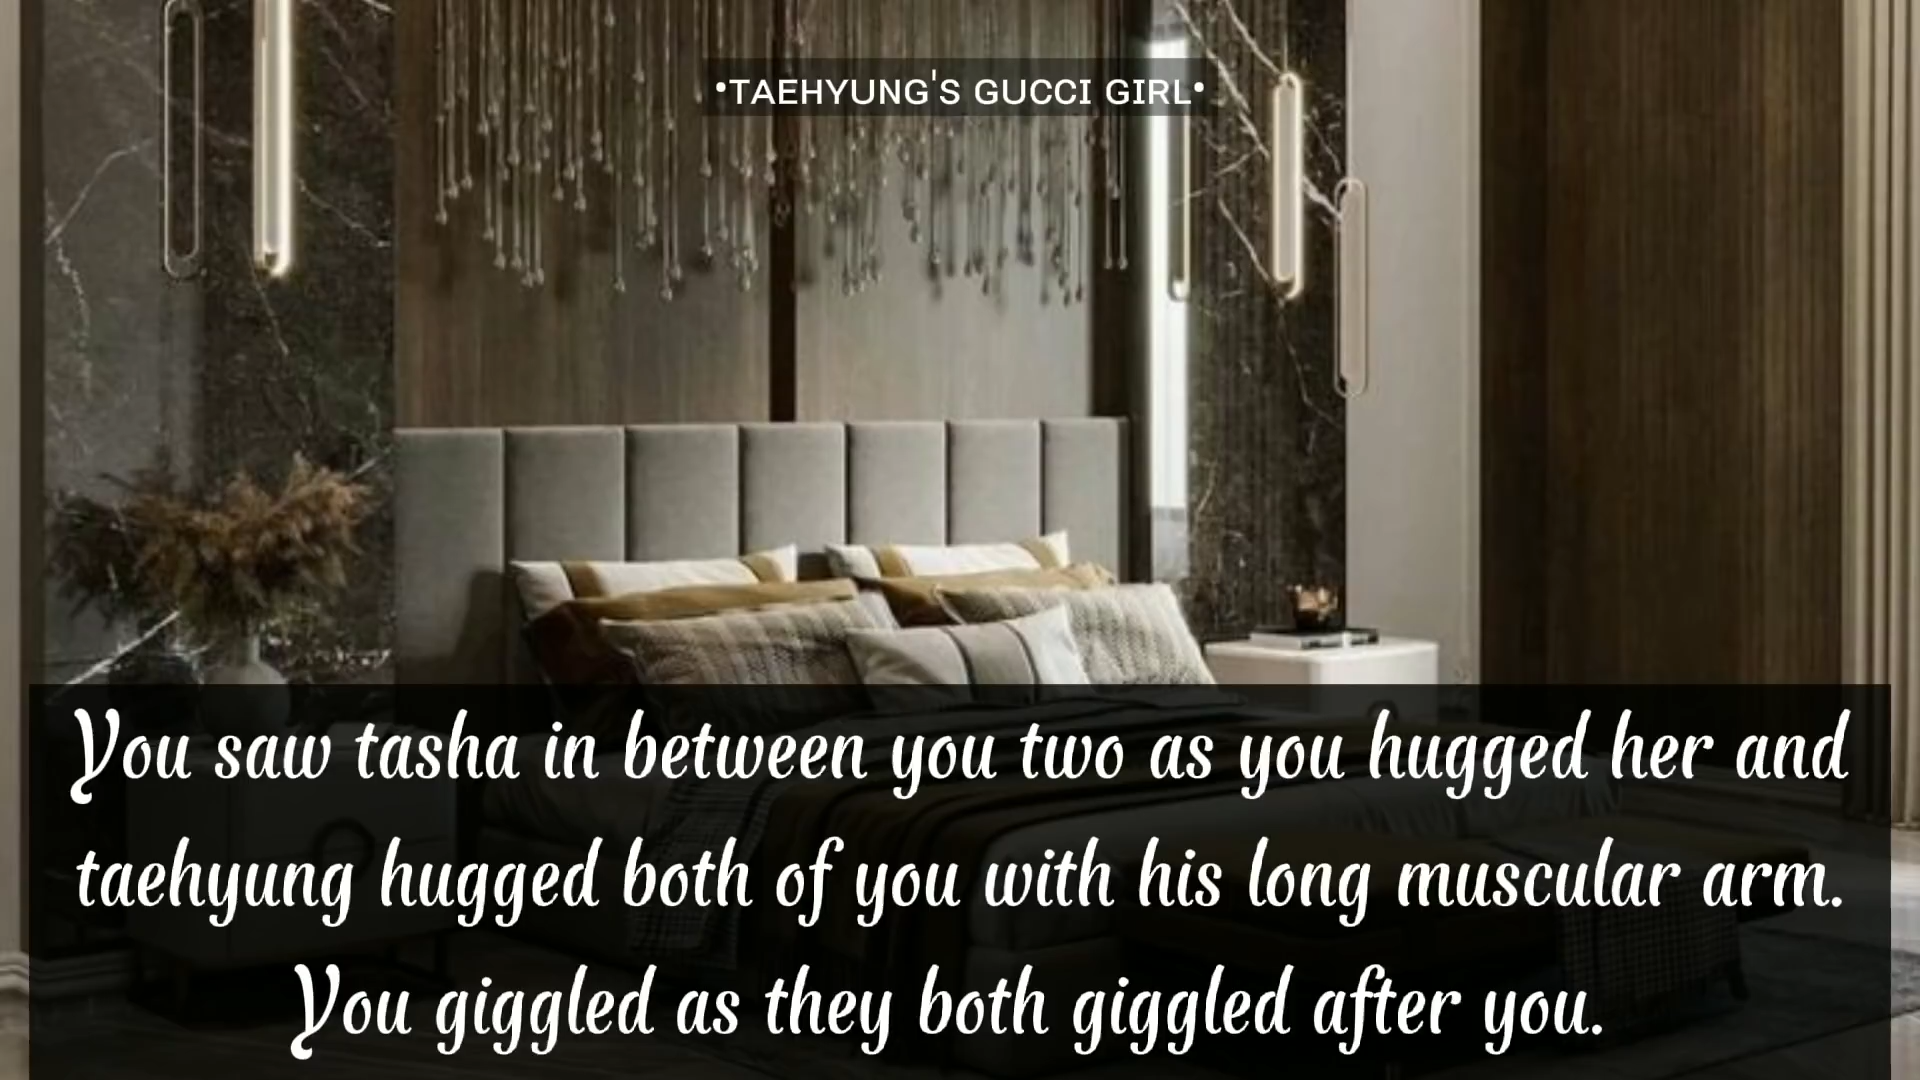 •TAEHYUNG'S GUCCI GIRL•
You saw tasha in between you two as you hugged her and
taehyung hugged both of you with his long muscular arm.
You giggled as they both giggled after you.